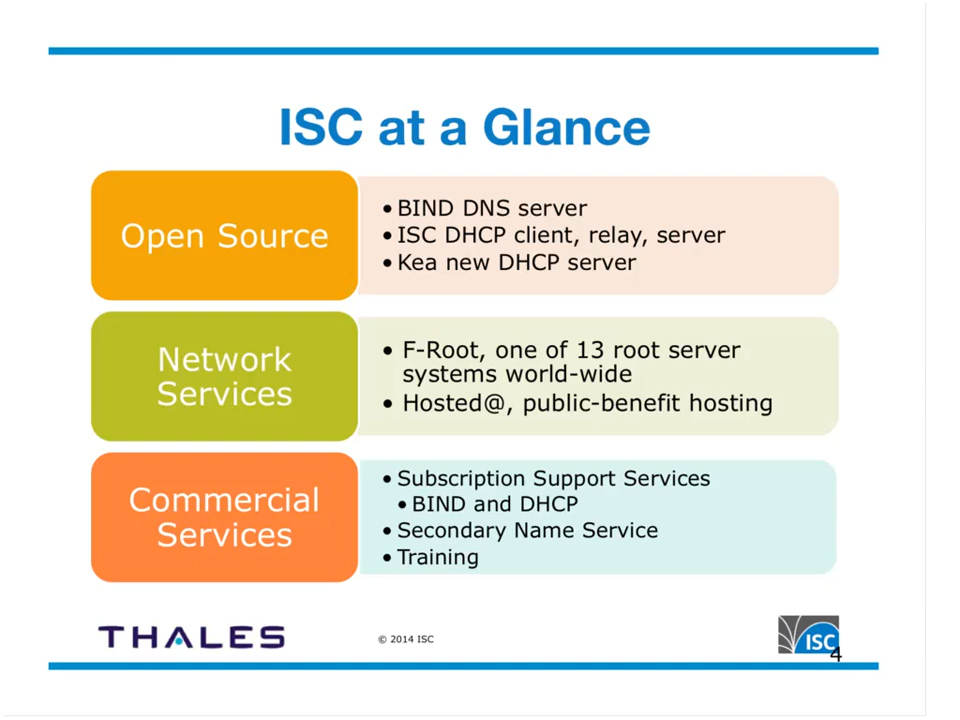 ISC at a Glance
Open Source
• BIND DNS server
• ISC DHCP client, relay, server
• Kea new DHCP server
Network
Services
• F-Root, one of 13 root server
systems world-wide
• Hosted@, public-benefit hosting
Commercial
Services
• Subscription Support Services
• BIND and DHCP
• Secondary Name Service
• Training
THALES
© 2014 ISC
ISC
4